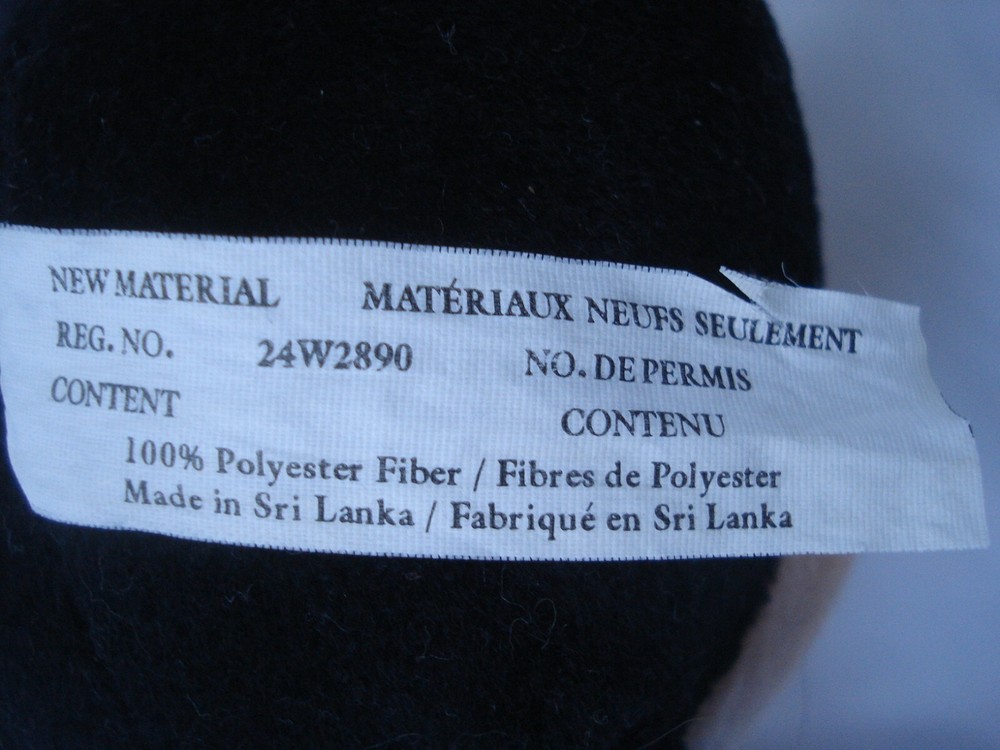 NEW MATERIAL MATÉRIAUX NEUFS SEULEMENT
REG. NO. 24W2890 NO. DE PERMIS
CONTENT CONTENU
100% Polyester Fiber / Fibres de Polyester
Made in Sri Lanka / Fabriqué en Sri Lanka